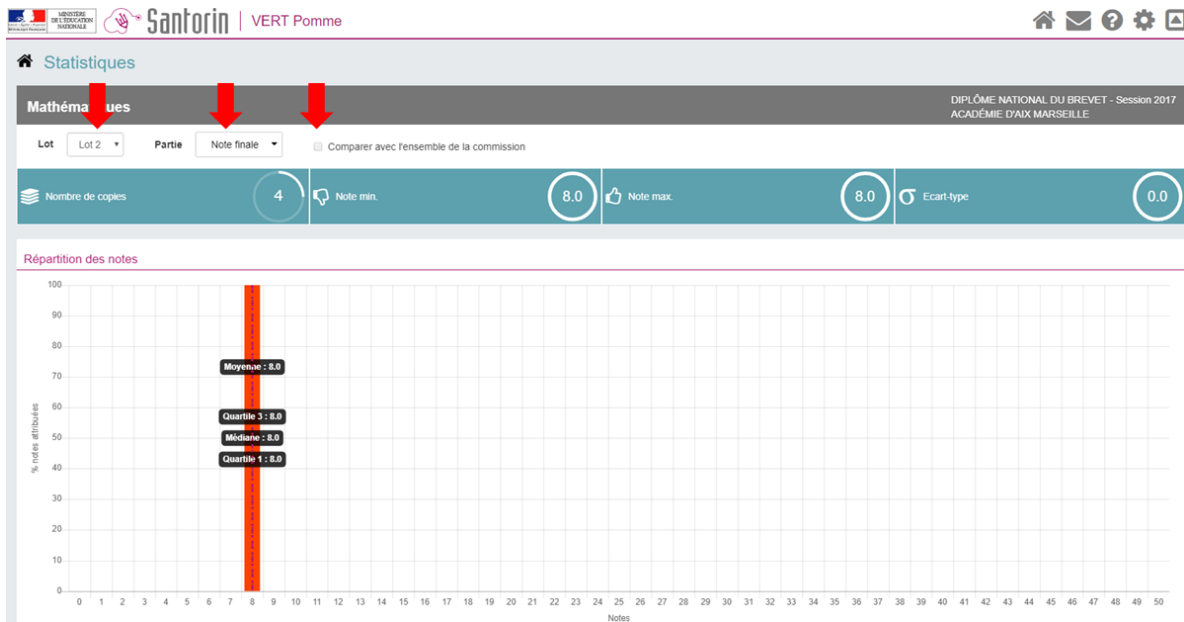 MINISTÈRE
DE L'ÉDUCATION
NATIONALE
Santorin
VERT Pomme
Statistiques
Mathéma ues
DIPLÔME NATIONAL DU BREVET - Session 2017
ACADÉMIE D'AIX MARSEILLE
Lot Lot 2 Partie Note finale Comparer avec l'ensemble de la commission
Nombre de copies 4 Note min. 8.0 Note max. 8.0 σ Ecart-type 0.0
Répartition des notes
100
90
80
Moyenne : 8.0
70
60
Quartile 3 : 8.0
% notes attribuées
50
Médiane : 8.0
Quartile 1 : 8.0
40
30
20
10
0
0 1 2 3 4 5 6 7 8 9 10 11 12 13 14 15 16 17 18 19 20 21 22 23 24 25 26 27 28 29 30 31 32 33 34 35 36 37 38 39 40 41 42 43 44 45 46 47 48 49 50
Notes